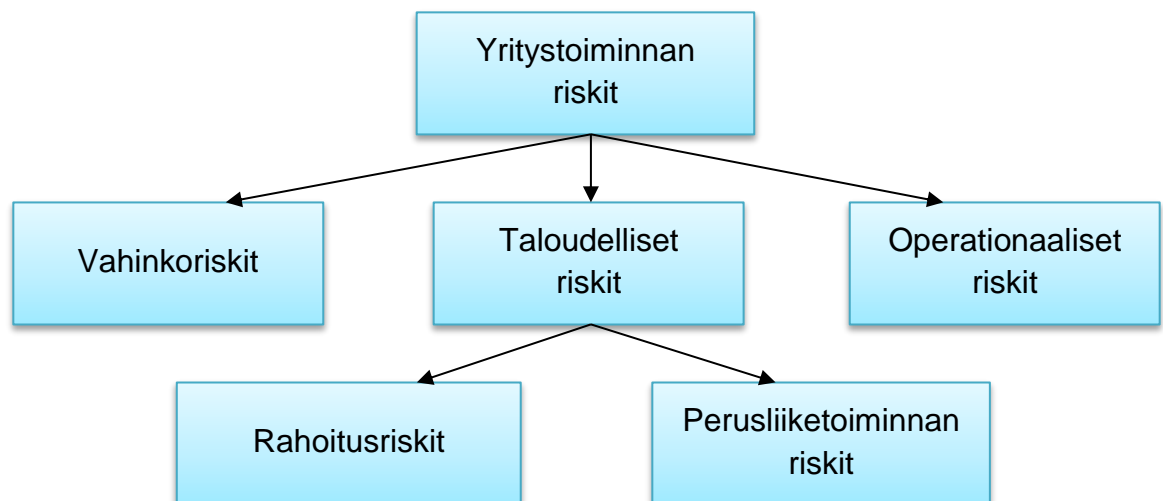 Yritystoiminnan
riskit
Vahinkoriskit
Taloudelliset
riskit
Operationaaliset
riskit
Rahoitusriskit
Perusliiketoiminnan
riskit